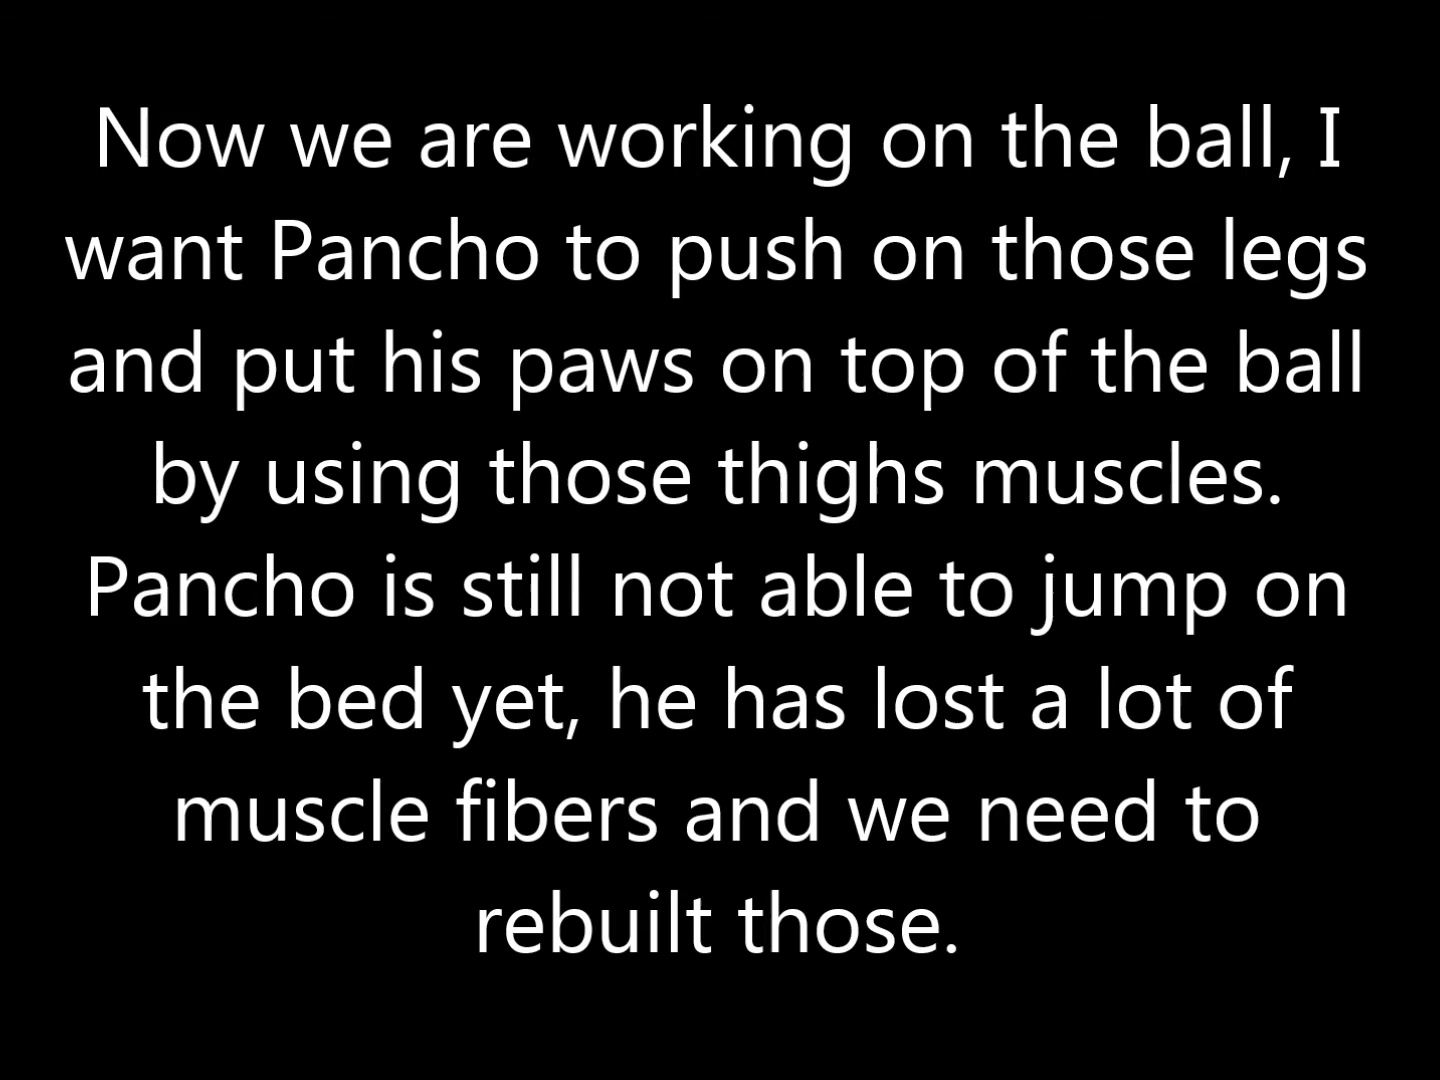 Now we are working on the ball, I
want Pancho to push on those legs
and put his paws on top of the ball
by using those thighs muscles.
Pancho is still not able to jump on
the bed yet, he has lost a lot of
muscle fibers and we need to
rebuilt those.